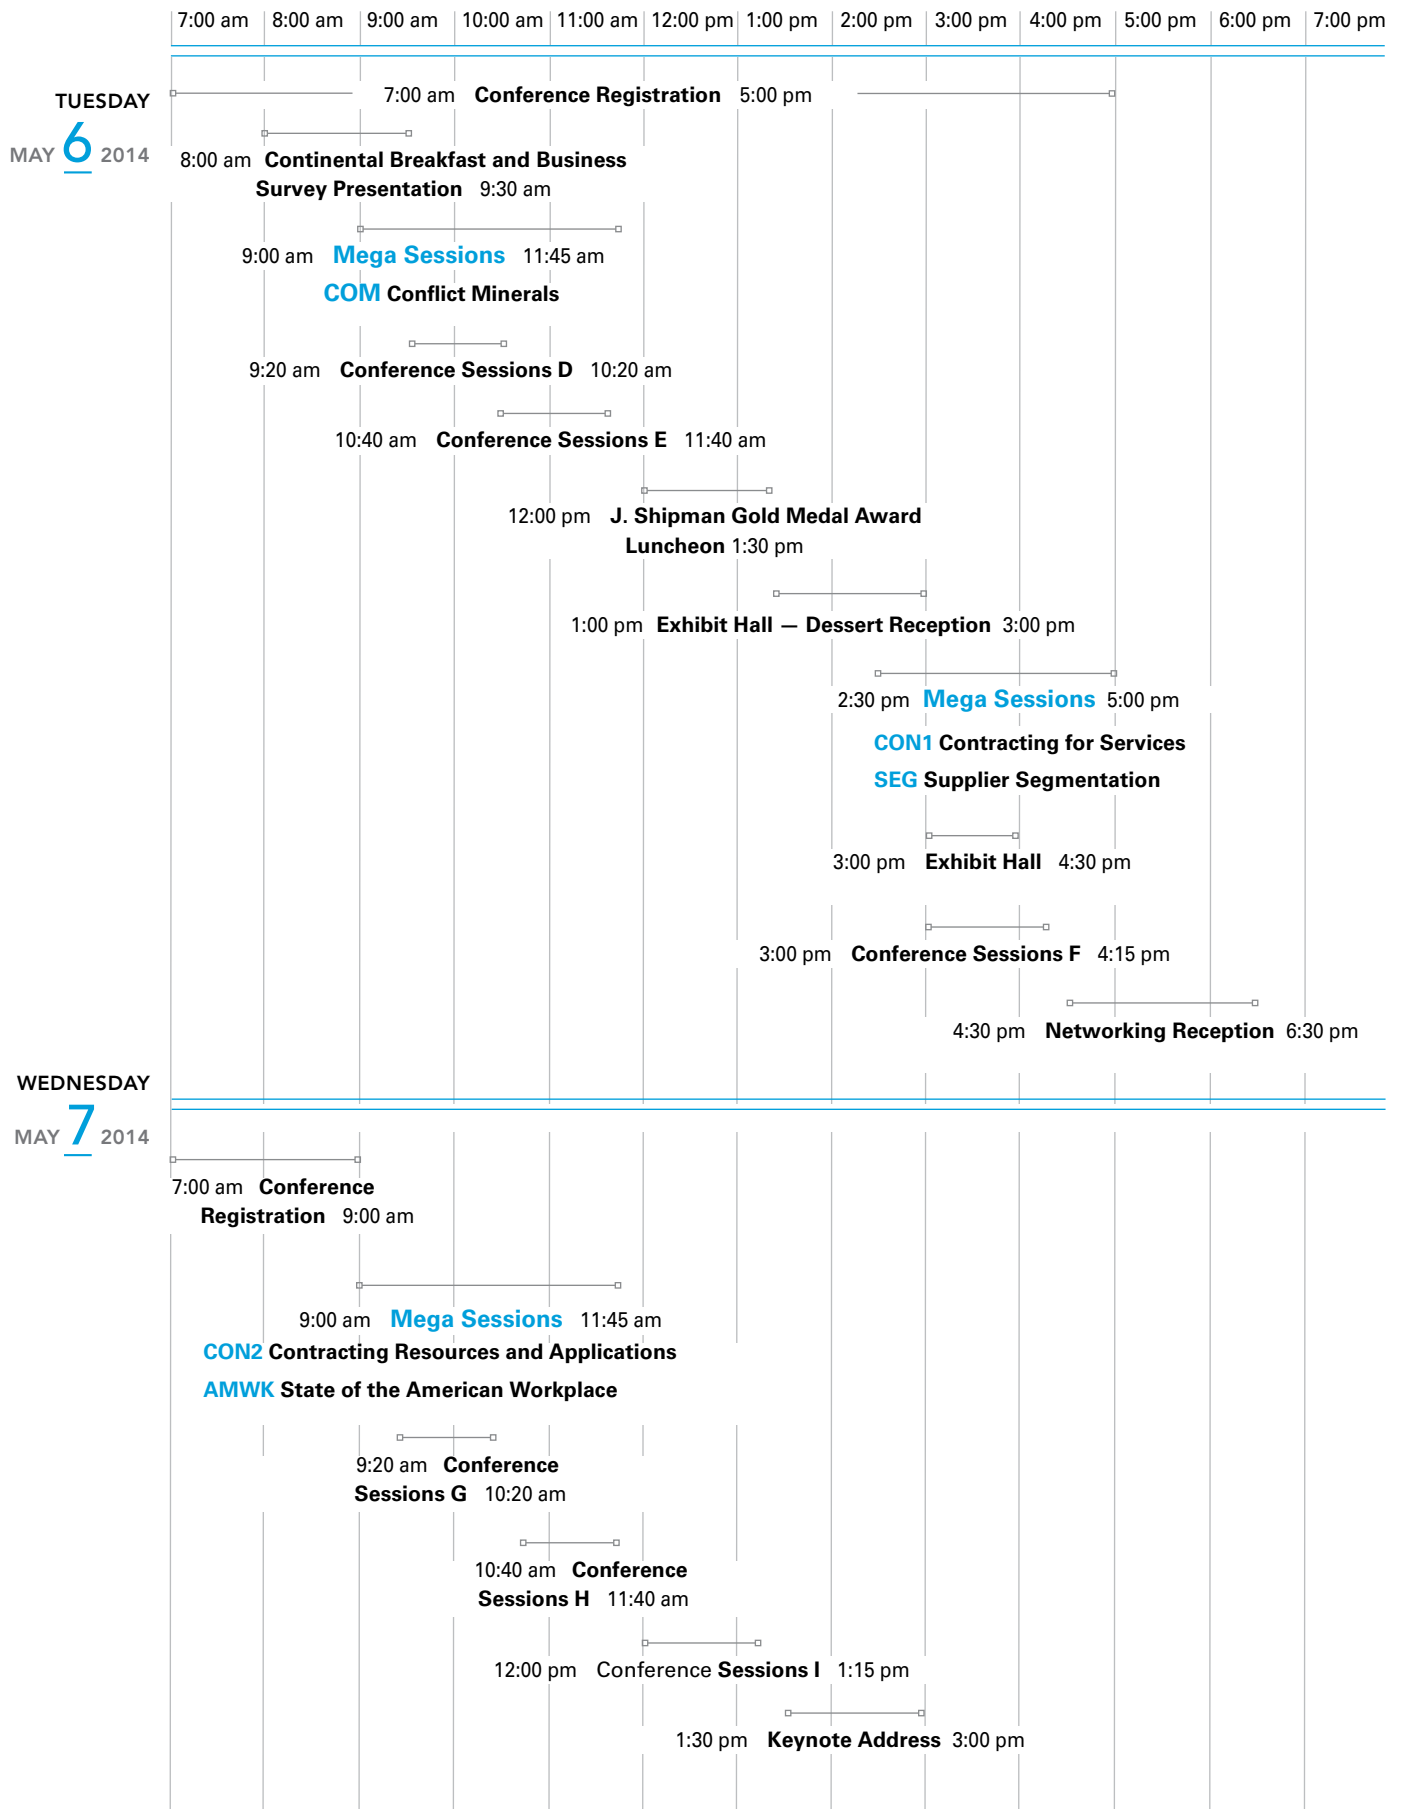 7:00 am 8:00 am 9:00 am 10:00 am 11:00 am 12:00 pm 1:00 pm 2:00 pm 3:00 pm 4:00 pm 5:00 pm 6:00 pm 7:00 pm
TUESDAY
MAY 6 2014
7:00 am Conference Registration 5:00 pm
8:00 am Continental Breakfast and Business
Survey Presentation 9:30 am
9:00 am Mega Sessions 11:45 am
COM Conflict Minerals
9:20 am Conference Sessions D 10:20 am
10:40 am Conference Sessions E 11:40 am
12:00 pm J. Shipman Gold Medal Award
Luncheon 1:30 pm
1:00 pm Exhibit Hall — Dessert Reception 3:00 pm
2:30 pm Mega Sessions 5:00 pm
CON1 Contracting for Services
SEG Supplier Segmentation
3:00 pm Exhibit Hall 4:30 pm
3:00 pm Conference Sessions F 4:15 pm
4:30 pm Networking Reception 6:30 pm
WEDNESDAY
MAY 7 2014
7:00 am Conference
Registration 9:00 am
9:00 am Mega Sessions 11:45 am
CON2 Contracting Resources and Applications
AMWK State of the American Workplace
9:20 am Conference
Sessions G 10:20 am
10:40 am Conference
Sessions H 11:40 am
12:00 pm Conference Sessions I 1:15 pm
1:30 pm Keynote Address 3:00 pm